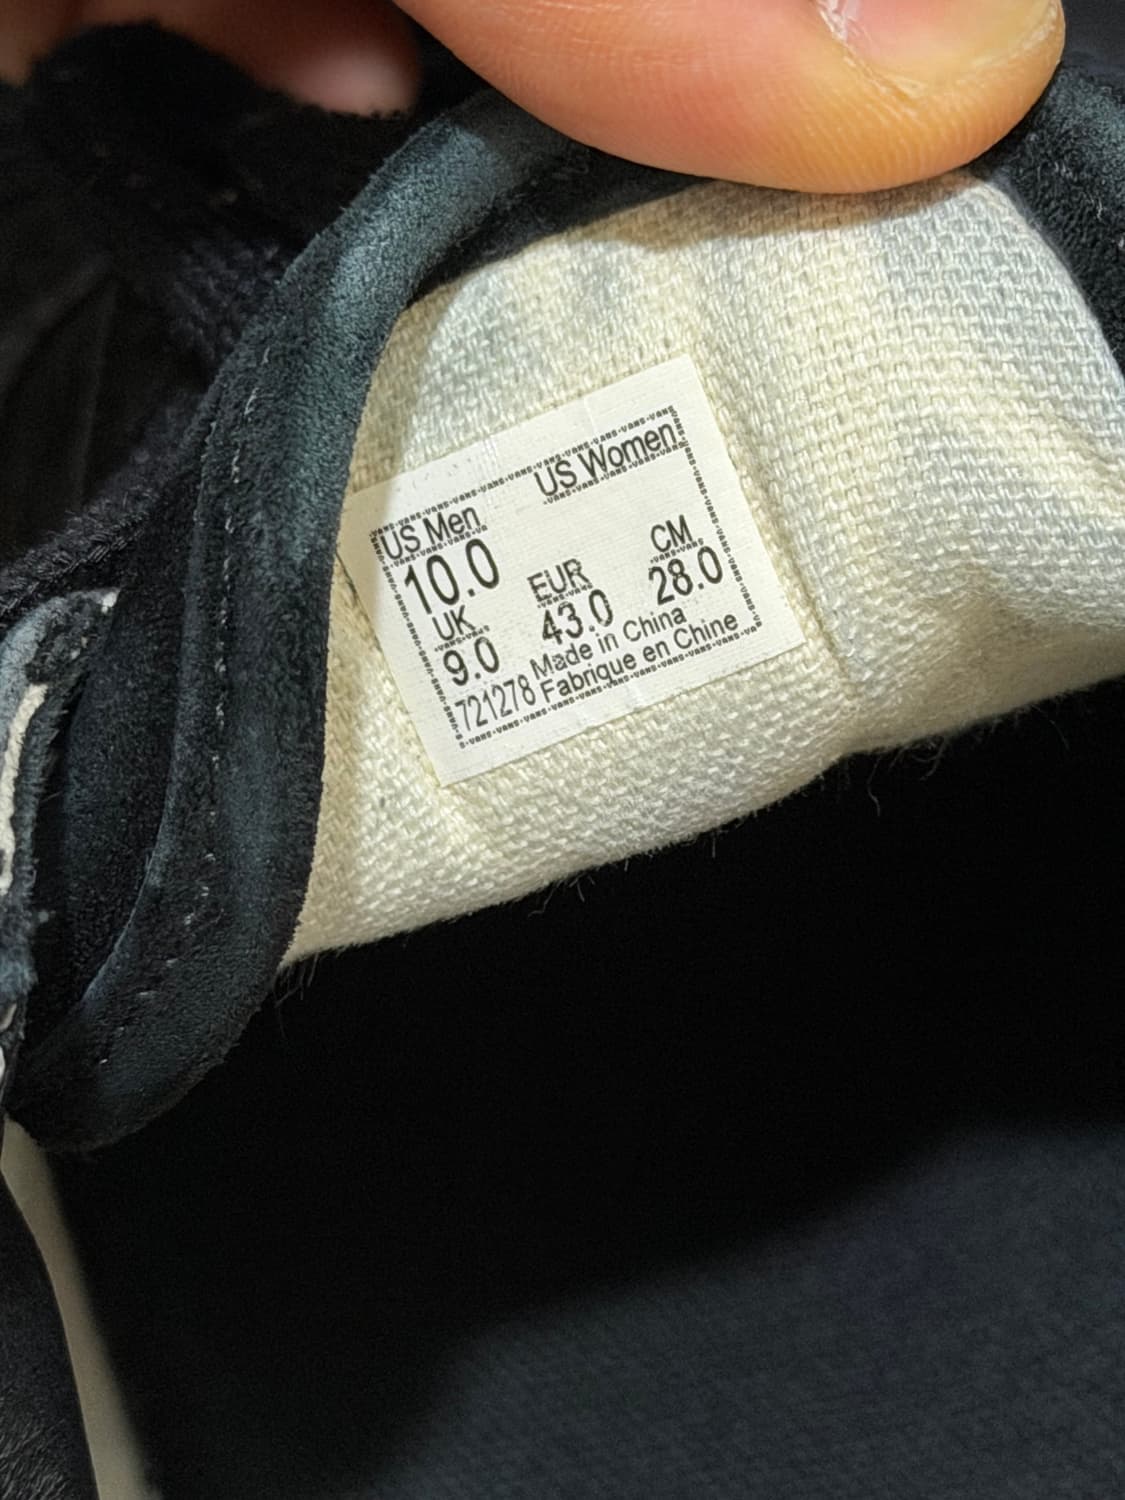 US Men US Women
10.0
UK EUR CM
9.0 43.0 28.0
Made in China
721278 Fabrique en Chine